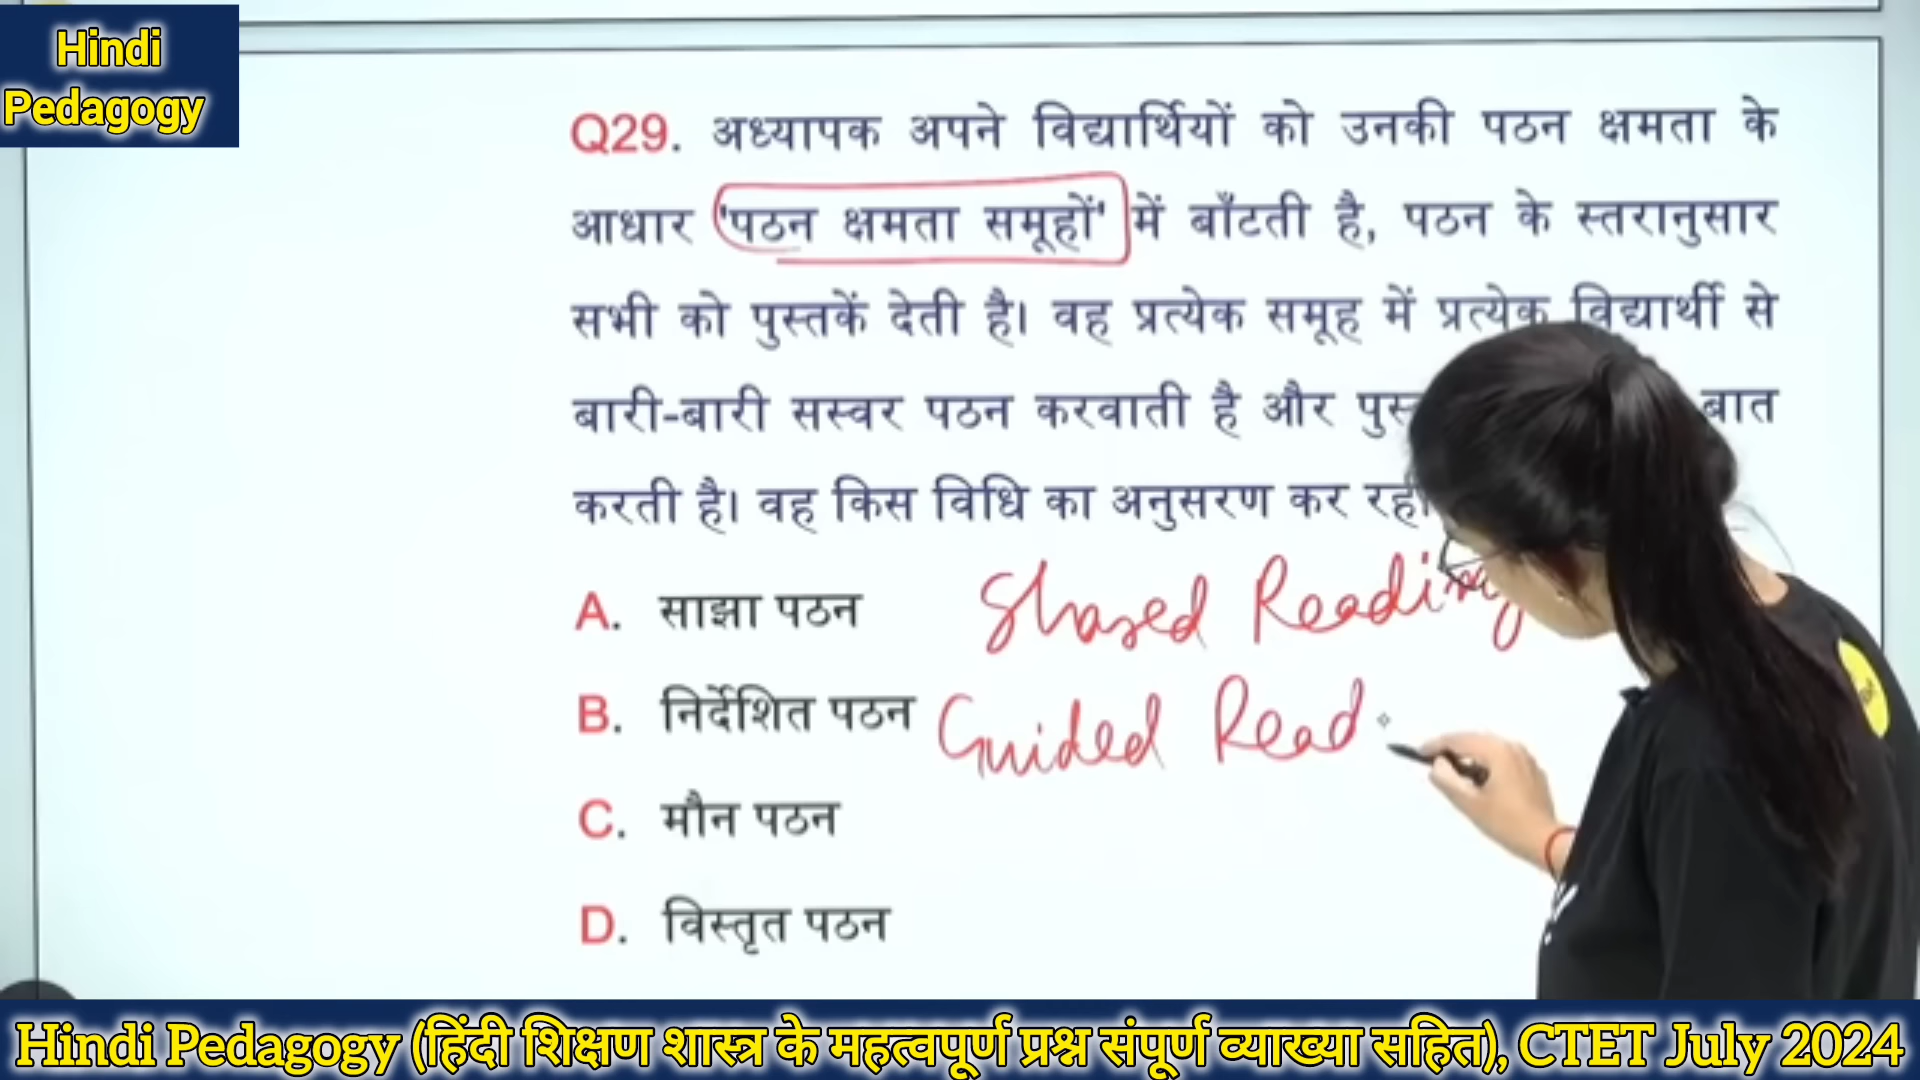 Hindi
Pedagogy
Q29. अध्यापक अपने विद्यार्थियों को उनकी पठन क्षमता के
आधार 'पठन क्षमता समूहों' में बाँटती है, पठन के स्तरानुसार
सभी को पुस्तकें देती है। वह प्रत्येक समूह में प्रत्येक विद्यार्थी से
बारी-बारी सस्वर पठन करवाती है और बात
करती है। वह किस विधि का अनुसरण कर रही
A. साझा पठन Shared Reading
B. निर्देशित पठन Guided Read
C. मौन पठन
D. विस्तृत पठन
Hindi Pedagogy (हिंदी शिक्षण शास्त्र के महत्वपूर्ण प्रश्न संपूर्ण व्याख्या सहित), CTET July 2024